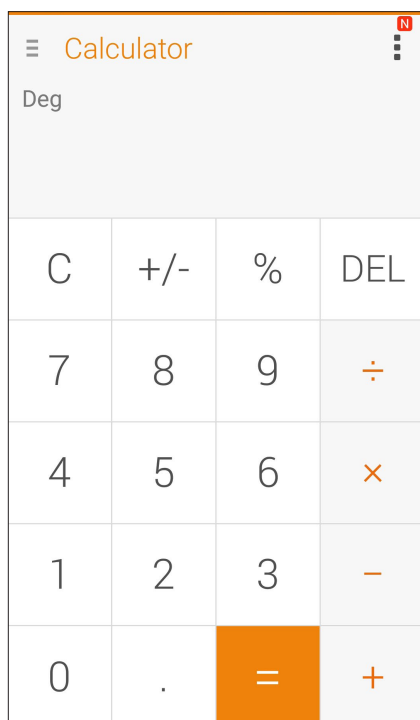 N
Calculator
Deg
C +/- % DEL
7 8 9 ÷
4 5 6 ×
1 2 3 −
0 . = +